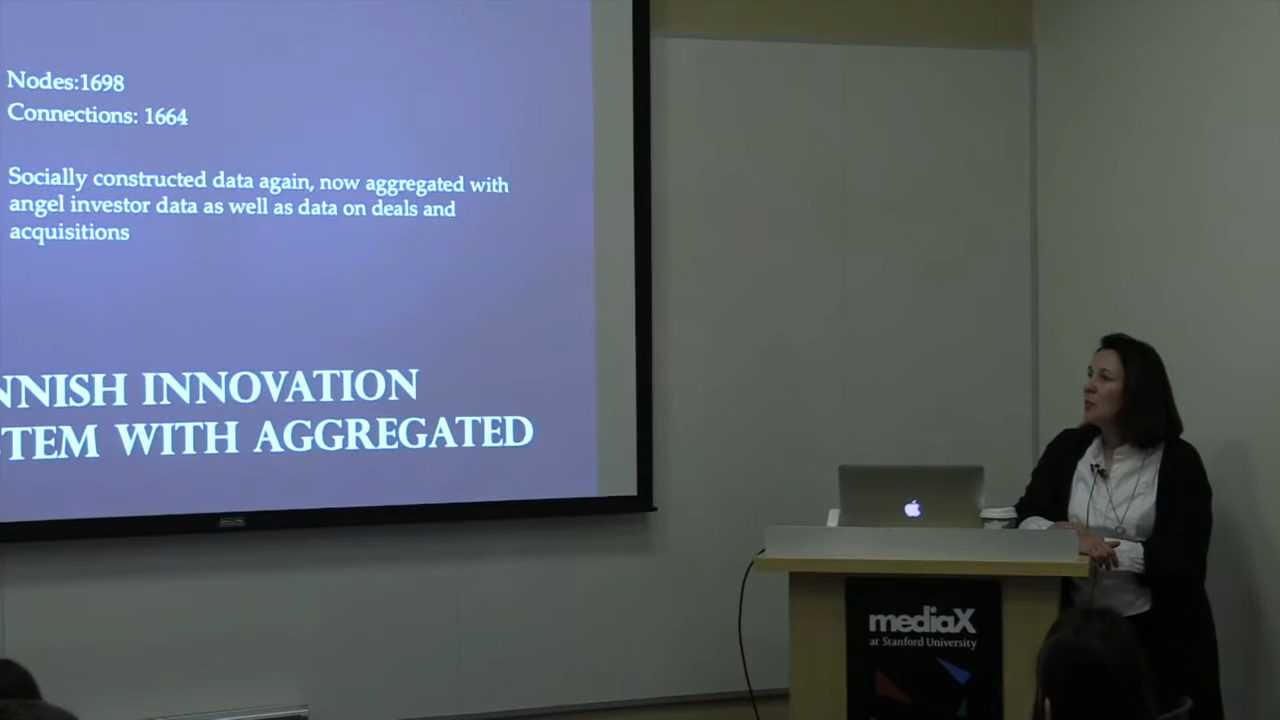 Nodes:1698
Connections: 1664
Socially constructed data again, now aggregated with
angel investor data as well as data on deals and
acquisitions
NNISH INNOVATION
STEM WITH AGGREGATED
mediaX
at Stanford University